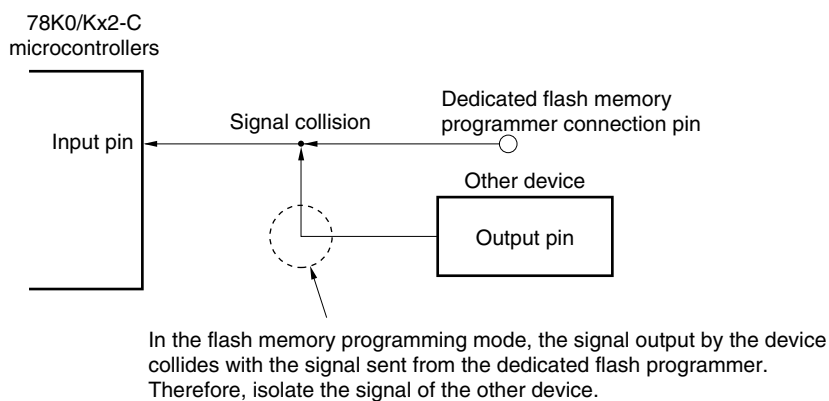 78K0/Kx2-C
microcontrollers
Input pin
Signal collision
Dedicated flash memory
programmer connection pin
Other device
Output pin
In the flash memory programming mode, the signal output by the device
collides with the signal sent from the dedicated flash programmer.
Therefore, isolate the signal of the other device.